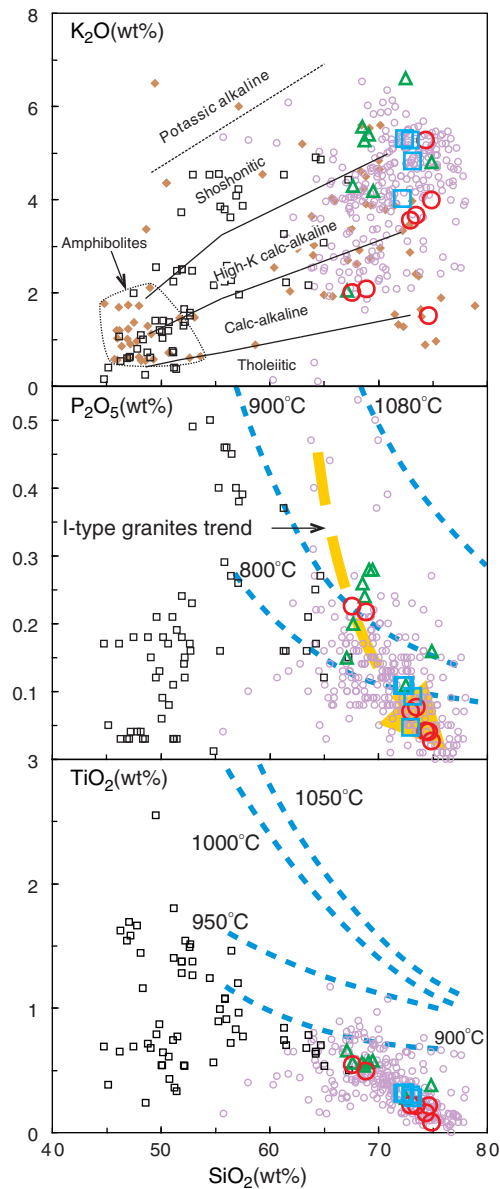 K₂O(wt%)
8
6
4
2
0
Potassic alkaline
Shoshonitic
Amphibolites
High-K calc-alkaline
Calc-alkaline
Tholeiitic
P₂O₅(wt%)
900°C
1080°C
0.5
0.4
I-type granites trend
0.3
800°C
0.2
0.1
TiO₂(wt%)
3
1050°C
1000°C
2
950°C
1
900°C
0
40
50
60
70
80
SiO₂(wt%)